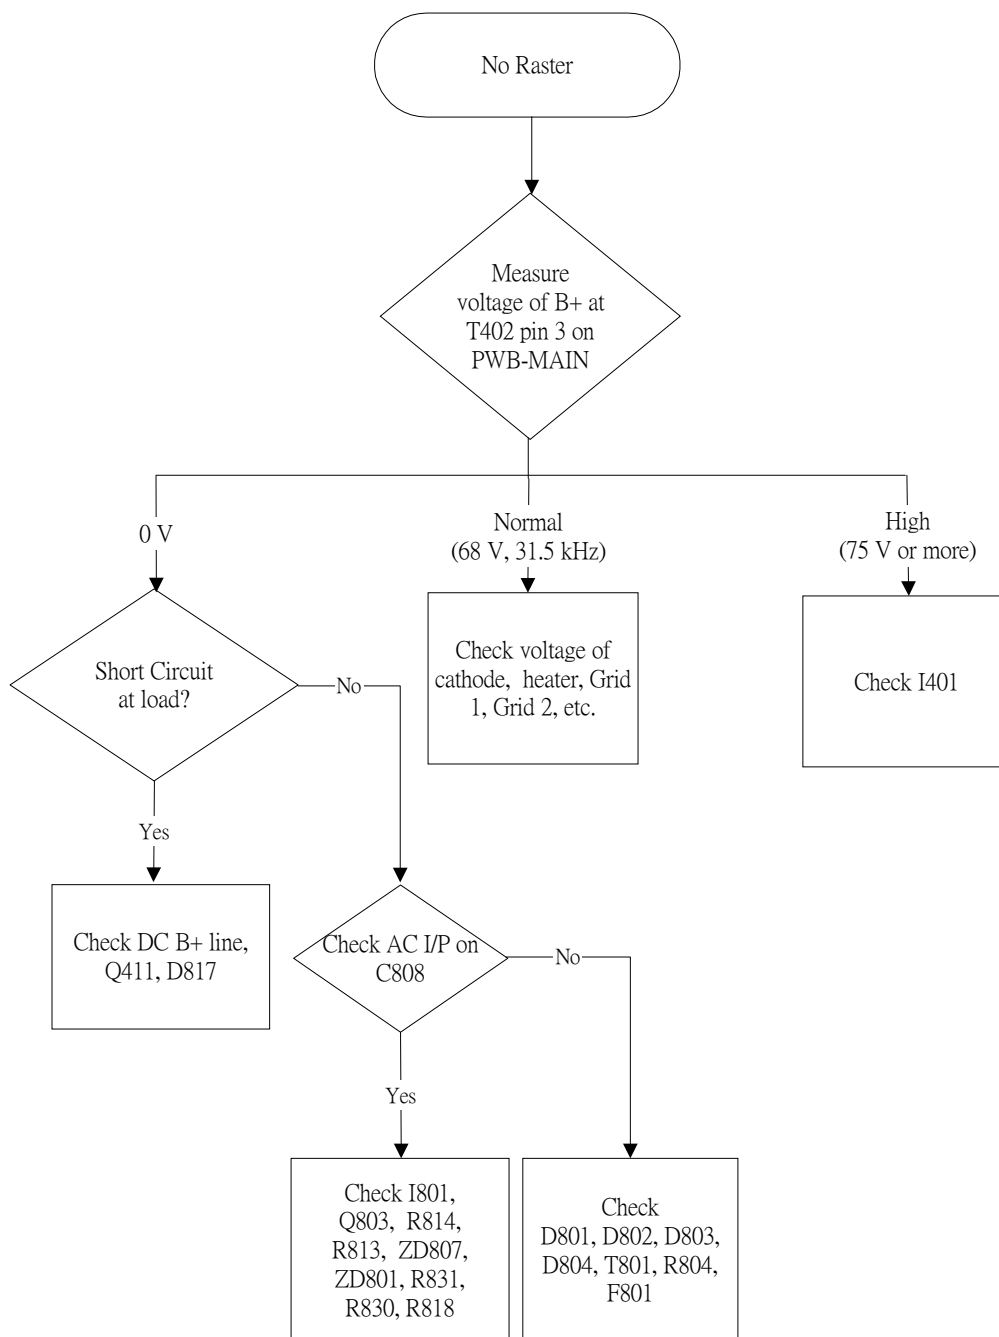 No Raster
Measure
voltage of B+ at
T402 pin 3 on
PWB-MAIN
0 V
Normal
(68 V, 31.5 kHz)
High
(75 V or more)
Short Circuit
at load?
No
Check voltage of
cathode, heater, Grid
1, Grid 2, etc.
Check I401
Yes
Check DC B+ line,
Q411, D817
Check AC I/P on
C808
No
Yes
Check I801,
Q803, R814,
R813, ZD807,
ZD801, R831,
R830, R818
Check
D801, D802, D803,
D804, T801, R804,
F801